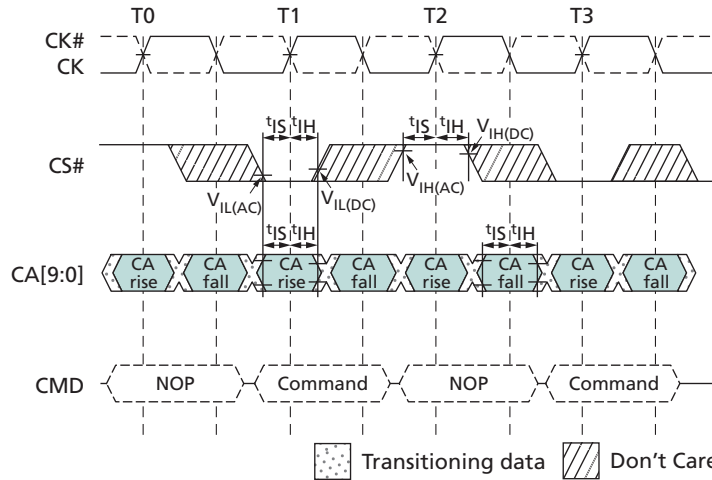 T0 T1 T2 T3
CK#
CK
tIS tIH tIS tIH
VIH(DC)
CS#
VIL(AC) VIL(DC) VIH(AC)
tIS tIH tIS tIH
CA[9:0]
CA rise CA fall CA rise CA fall CA rise CA fall CA rise CA fall
CMD NOP Command NOP Command
Transitioning data Don't Care